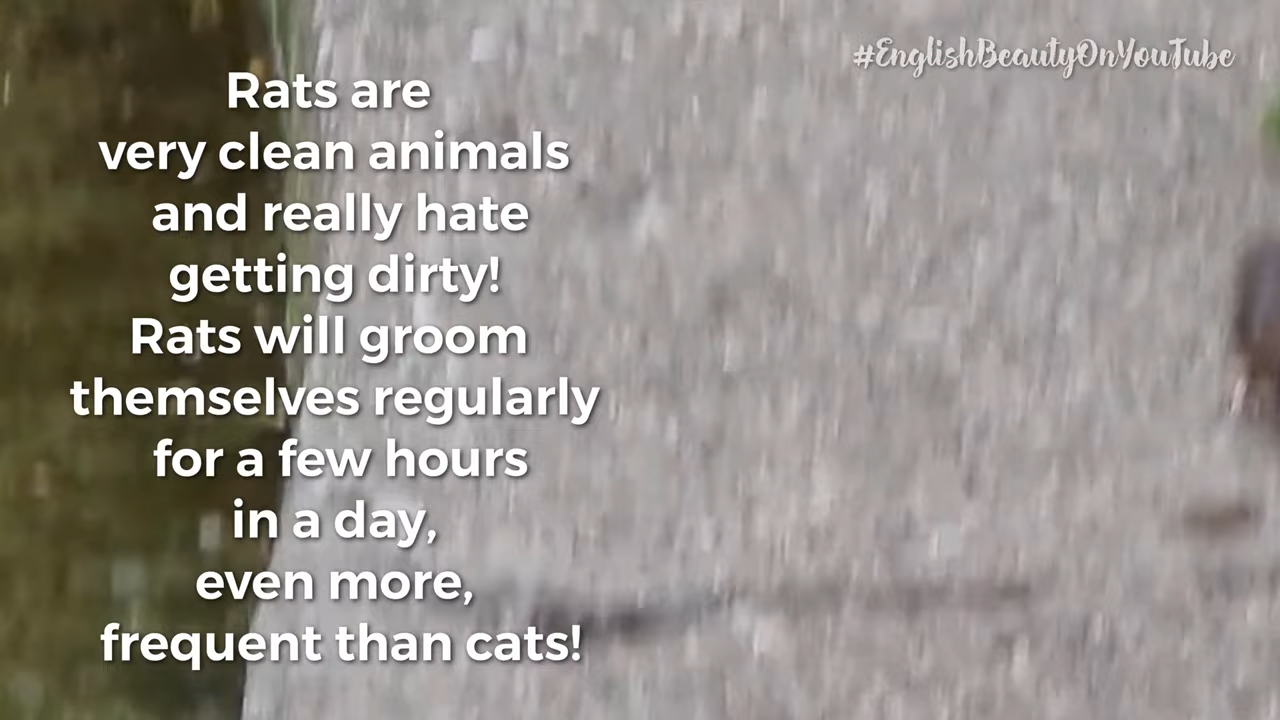 #EnglishBeautyOnYouTube
Rats are
very clean animals
and really hate
getting dirty!
Rats will groom
themselves regularly
for a few hours
in a day,
even more,
frequent than cats!